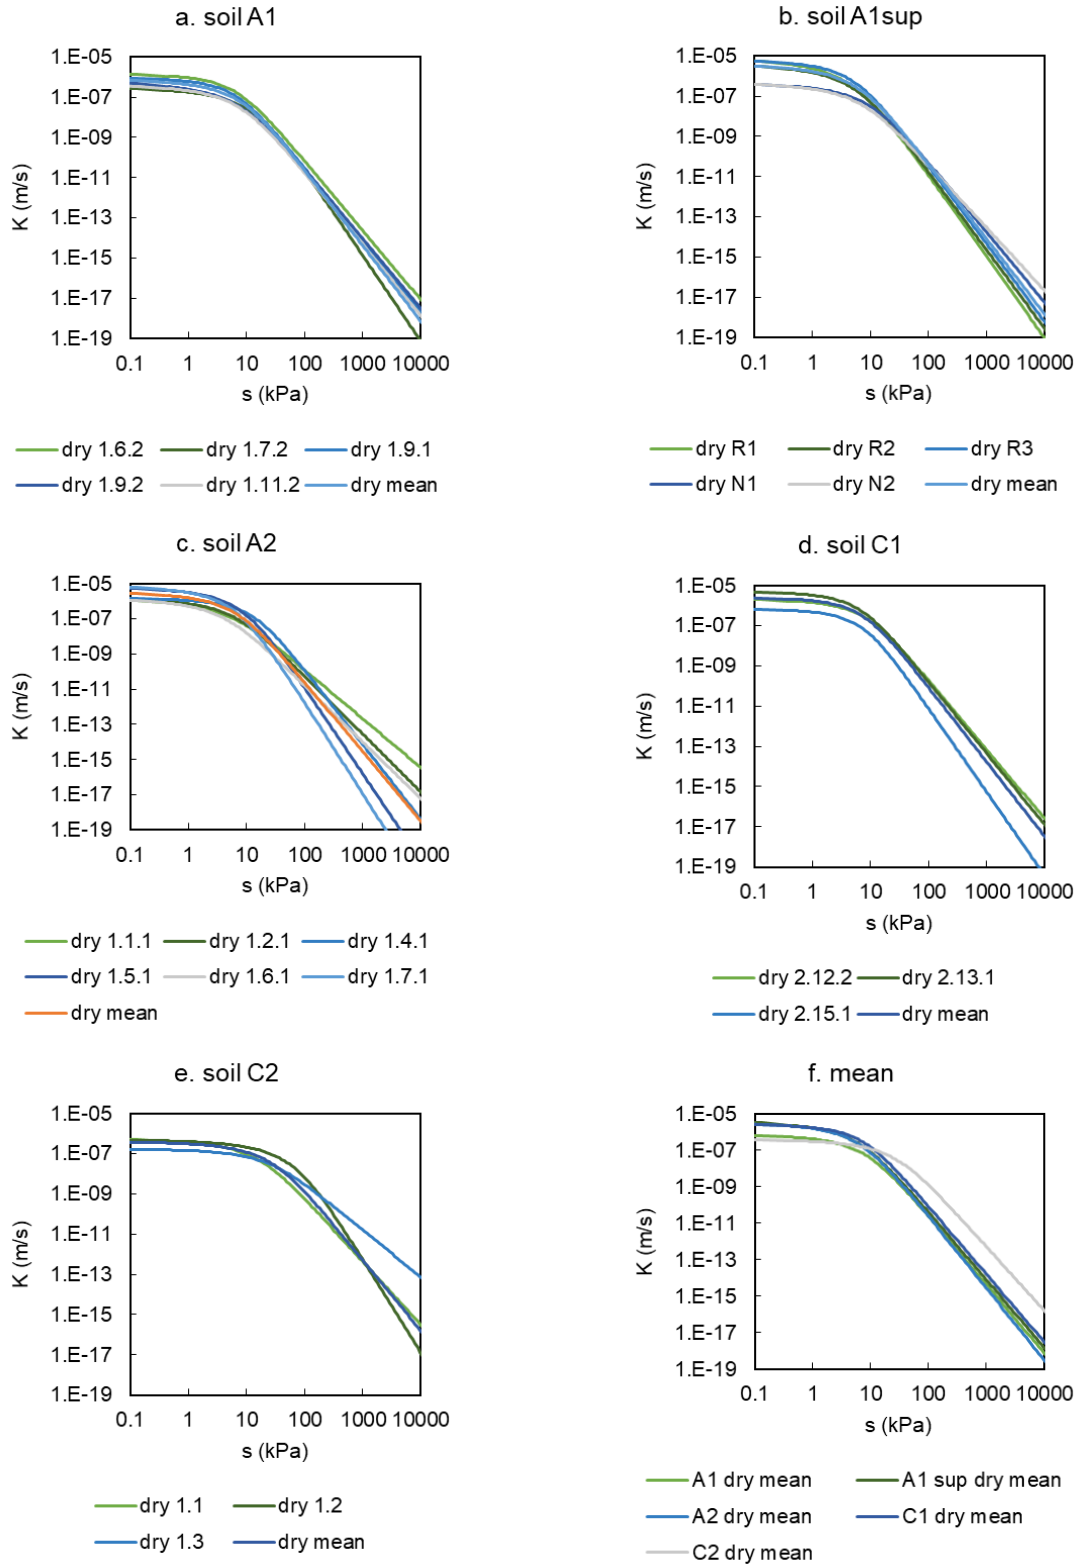 a. soil A1
1.E-05
1.E-07
1.E-09
1.E-11
1.E-13
1.E-15
1.E-17
1.E-19
K (m/s)
0.1 1 10 100 1000 10000
s (kPa)
dry 1.6.2 dry 1.7.2 dry 1.9.1
dry 1.9.2 dry 1.11.2 dry mean
b. soil A1sup
1.E-05
1.E-07
1.E-09
1.E-11
1.E-13
1.E-15
1.E-17
1.E-19
K (m/s)
0.1 1 10 100 1000 10000
s (kPa)
dry R1 dry R2 dry R3
dry N1 dry N2 dry mean
c. soil A2
1.E-05
1.E-07
1.E-09
1.E-11
1.E-13
1.E-15
1.E-17
1.E-19
K (m/s)
0.1 1 10 100 1000 10000
s (kPa)
dry 1.1.1 dry 1.2.1 dry 1.4.1
dry 1.5.1 dry 1.6.1 dry 1.7.1
dry mean
d. soil C1
1.E-05
1.E-07
1.E-09
1.E-11
1.E-13
1.E-15
1.E-17
1.E-19
K (m/s)
0.1 1 10 100 1000 10000
s (kPa)
dry 2.12.2 dry 2.13.1
dry 2.15.1 dry mean
e. soil C2
1.E-05
1.E-07
1.E-09
1.E-11
1.E-13
1.E-15
1.E-17
1.E-19
K (m/s)
0.1 1 10 100 1000 10000
s (kPa)
dry 1.1 dry 1.2
dry 1.3 dry mean
f. mean
1.E-05
1.E-07
1.E-09
1.E-11
1.E-13
1.E-15
1.E-17
1.E-19
K (m/s)
0.1 1 10 100 1000 10000
s (kPa)
A1 dry mean A1 sup dry mean
A2 dry mean C1 dry mean
C2 dry mean